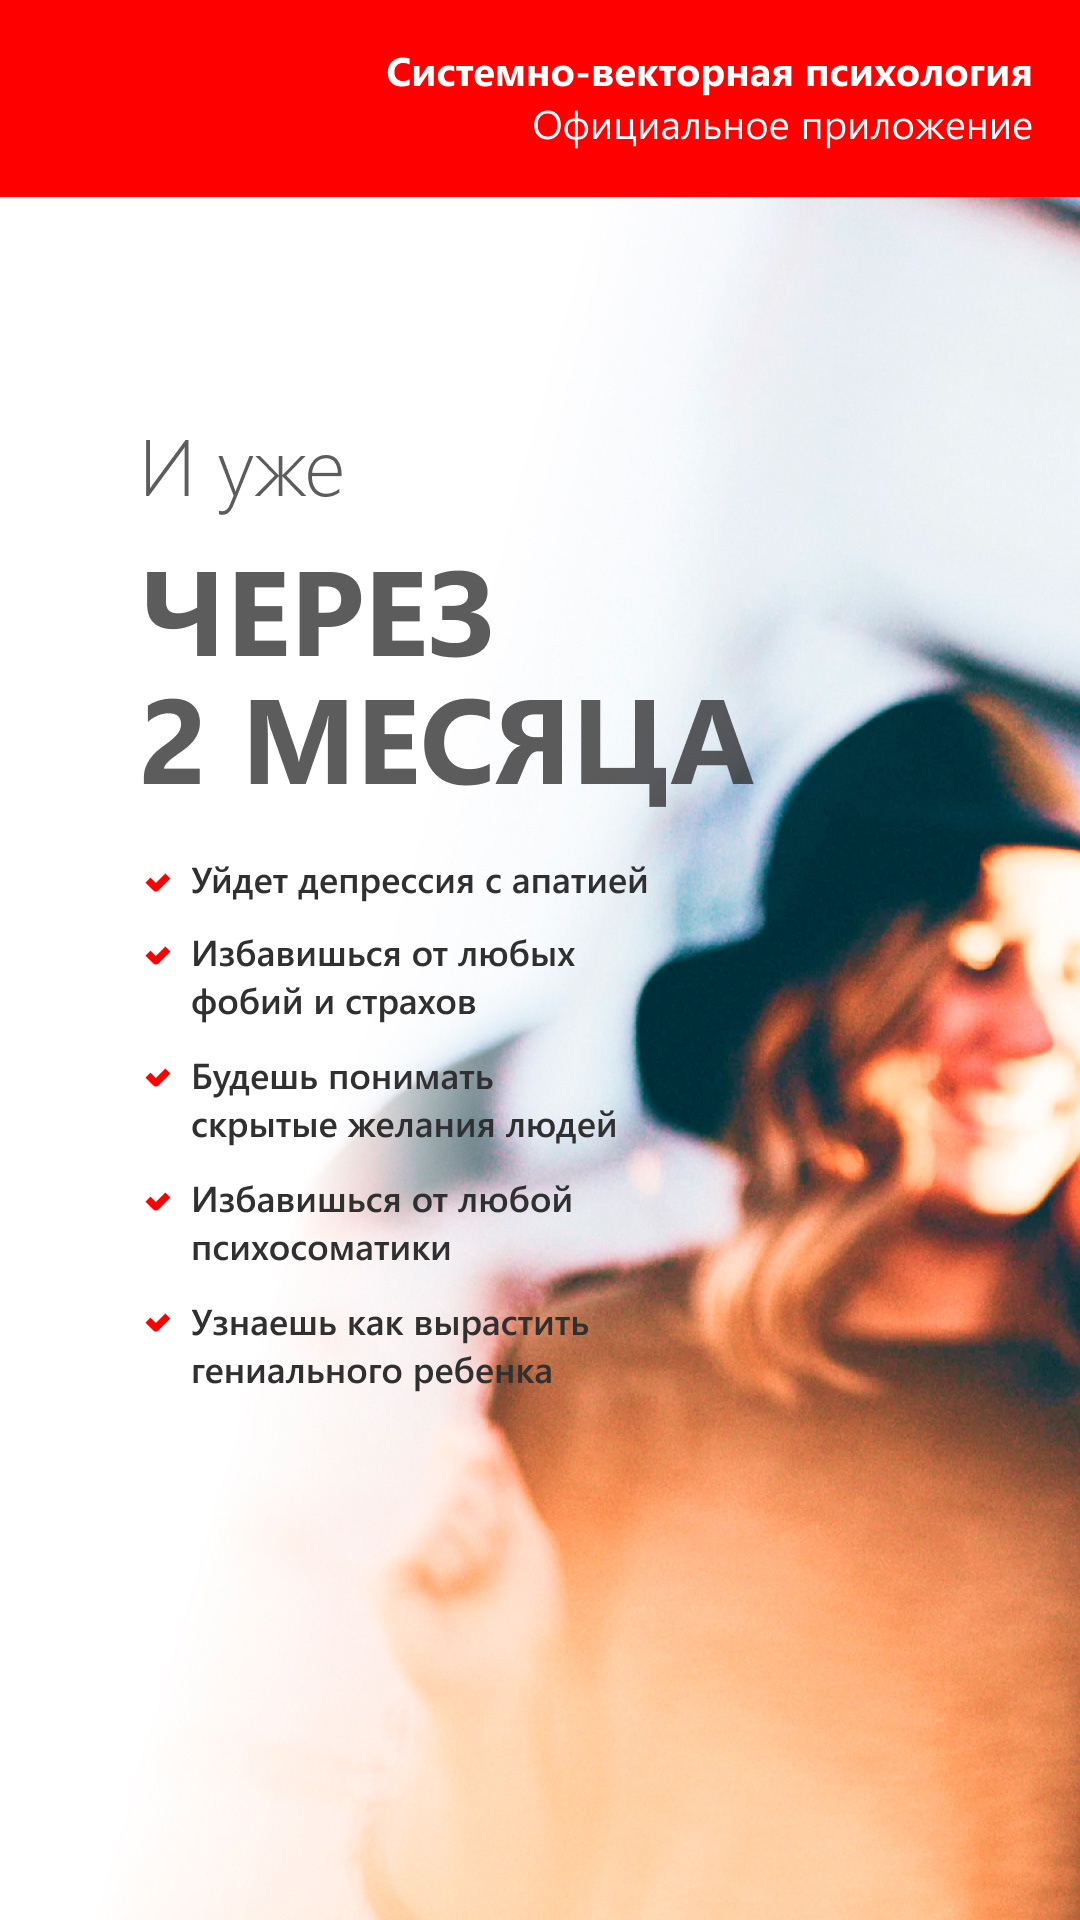 Системно-векторная психология
Официальное приложение
И уже
ЧЕРЕЗ
2 МЕСЯЦА
Уйдет депрессия с апатией
Избавишься от любых
фобий и страхов
Будешь понимать
скрытые желания людей
Избавишься от любой
психосоматики
Узнаешь как вырастить
гениального ребенка